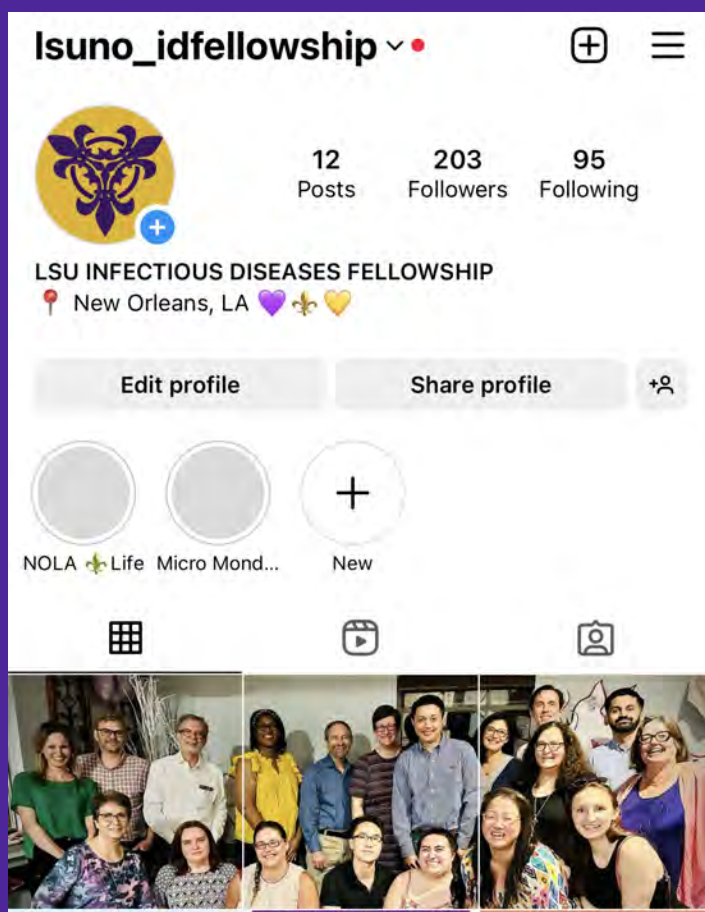 lsuno_idfellowship
12 203 95
Posts Followers Following
LSU INFECTIOUS DISEASES FELLOWSHIP
📍 New Orleans, LA 💜⚜️💛
Edit profile Share profile
NOLA ⚜️ Life Micro Mond... New